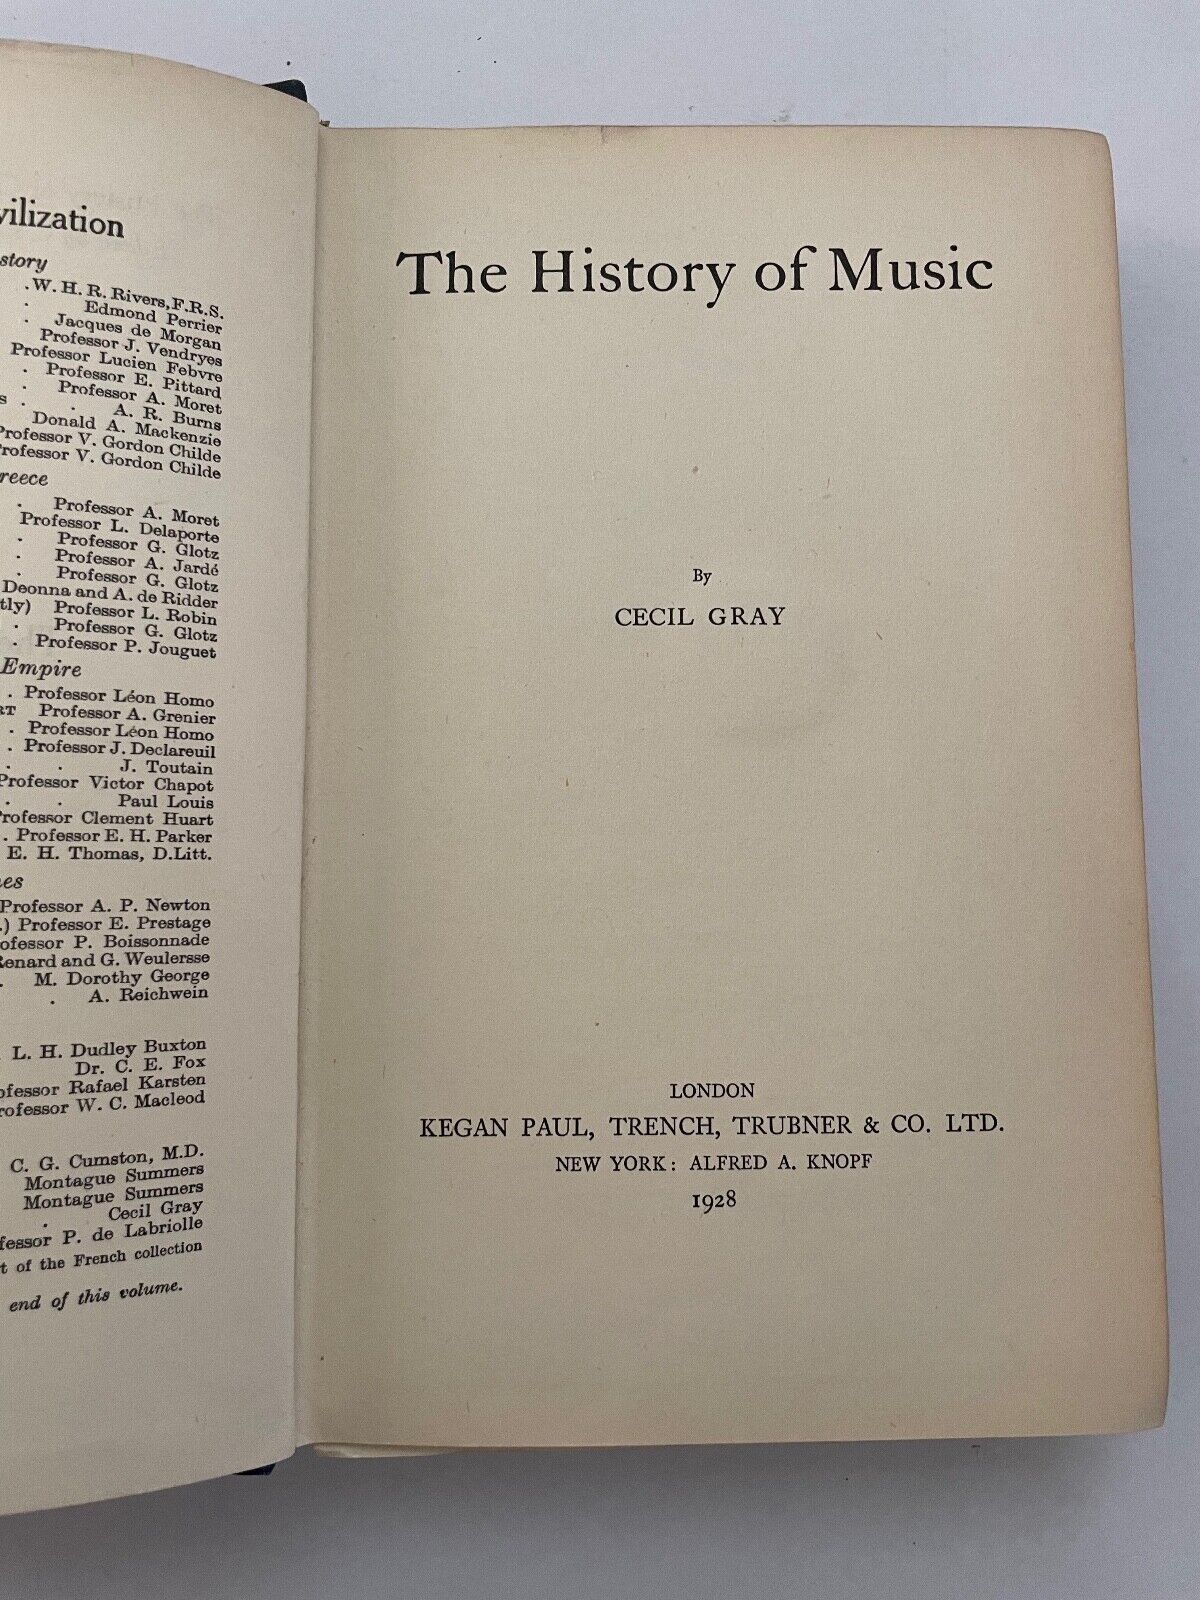 vilization
story
. W. H. R. Rivers, F.R.S.
. Edmond Perrier
. Jacques de Morgan
Professor J. Vendryes
Professor Lucien Febvre
. Professor E. Pittard
. Professor A. Moret
s . . A. R. Burns
Donald A. Mackenzie
Professor V. Gordon Childe
rofessor V. Gordon Childe
reece
. Professor A. Moret
Professor L. Delaporte
. Professor G. Glotz
. Professor A. Jardé
. Professor G. Glotz
Deonna and A. de Ridder
tly) Professor L. Robin
. Professor G. Glotz
. Professor P. Jouguet
Empire
. Professor Léon Homo
RT Professor A. Grenier
. Professor Léon Homo
. Professor J. Declareuil
. . J. Toutain
Professor Victor Chapot
. . Paul Louis
Professor Clement Huart
. Professor E. H. Parker
E. H. Thomas, D.Litt.
nes
Professor A. P. Newton
.) Professor E. Prestage
ofessor P. Boissonnade
Renard and G. Weulersse
. M. Dorothy George
. A. Reichwein
L. H. Dudley Buxton
Dr. C. E. Fox
ofessor Rafael Karsten
rofessor W. C. Macleod
C. G. Cumston, M.D.
Montague Summers
Montague Summers
. Cecil Gray
fessor P. de Labriolle
t of the French collection
end of this volume.
The History of Music
By
CECIL GRAY
LONDON
KEGAN PAUL, TRENCH, TRUBNER & CO. LTD.
NEW YORK: ALFRED A. KNOPF
1928